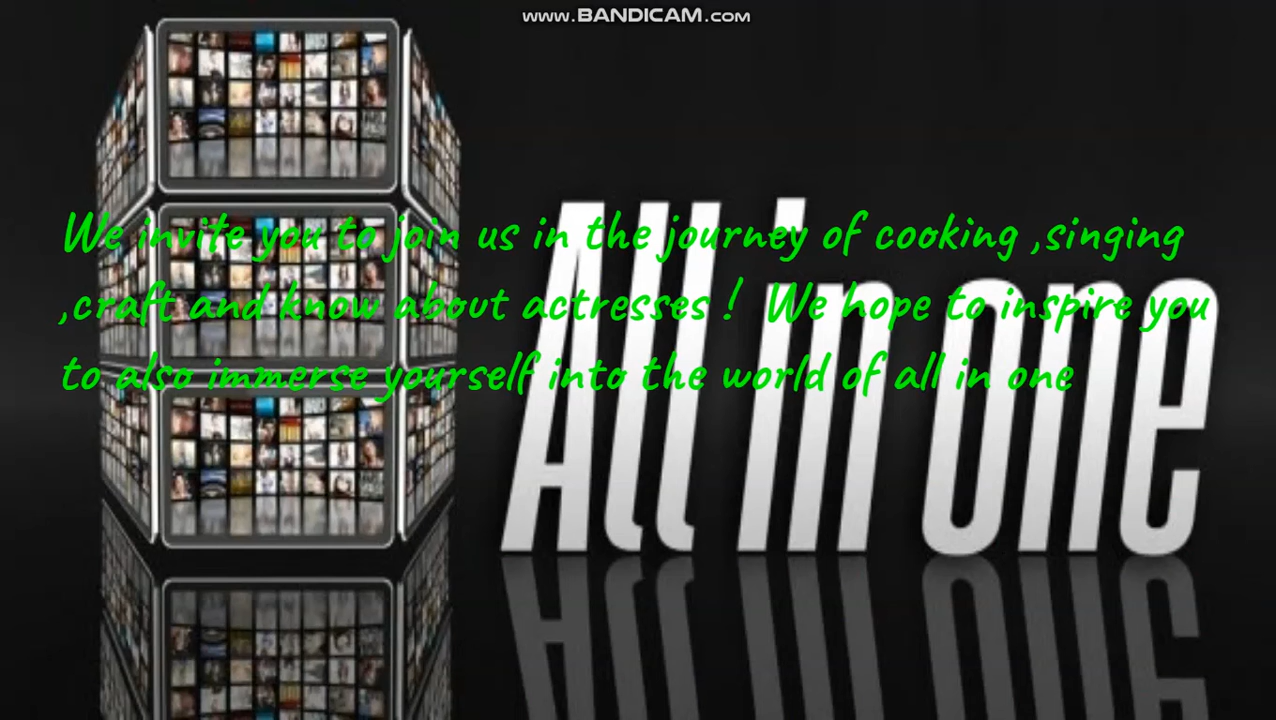 www.BANDICAM.com
We invite you to join us in the journey of cooking ,singing
,craft and know about actresses ! We hope to inspire you
to also immerse yourself into the world of all in one
All in one